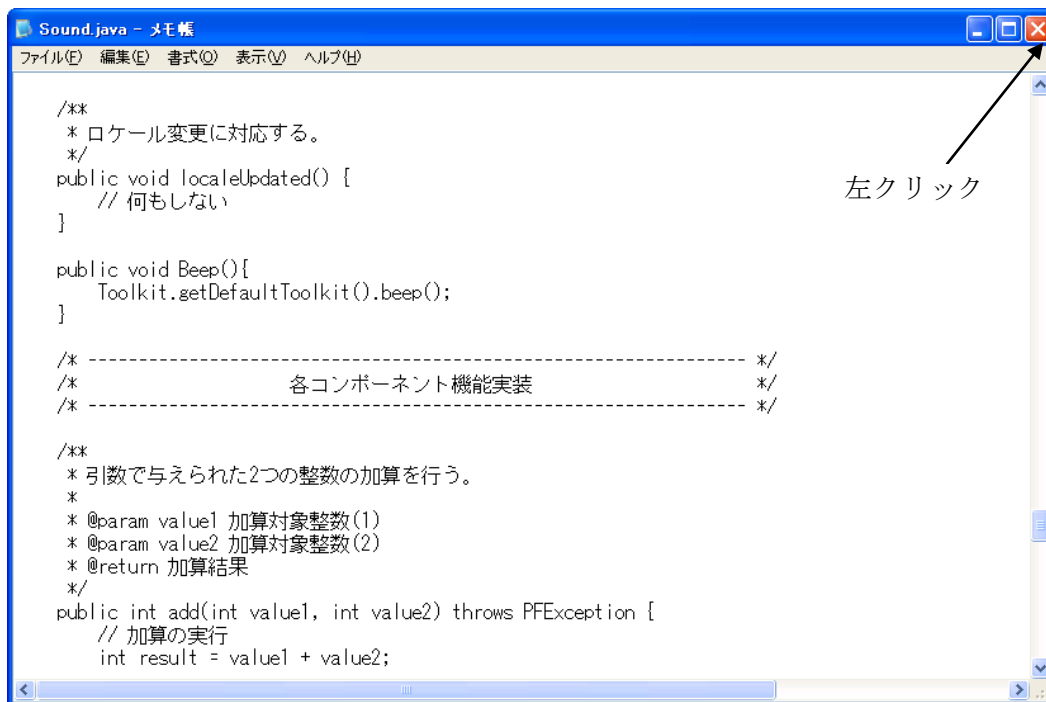 Sound.java - メモ帳
ファイル(F) 編集(E) 書式(O) 表示(V) ヘルプ(H)
/**
* ロケール変更に対応する。
*/
public void localeUpdated() {
// 何もしない
}
左クリック
public void Beep(){
Toolkit.getDefaultToolkit().beep();
}
/* ----------------------------------------------------------------- */
/* 各コンポーネント機能実装 */
/* ----------------------------------------------------------------- */
/**
* 引数で与えられた2つの整数の加算を行う。
*
* @param value1 加算対象整数(1)
* @param value2 加算対象整数(2)
* @return 加算結果
*/
public int add(int value1, int value2) throws PFException {
// 加算の実行
int result = value1 + value2;